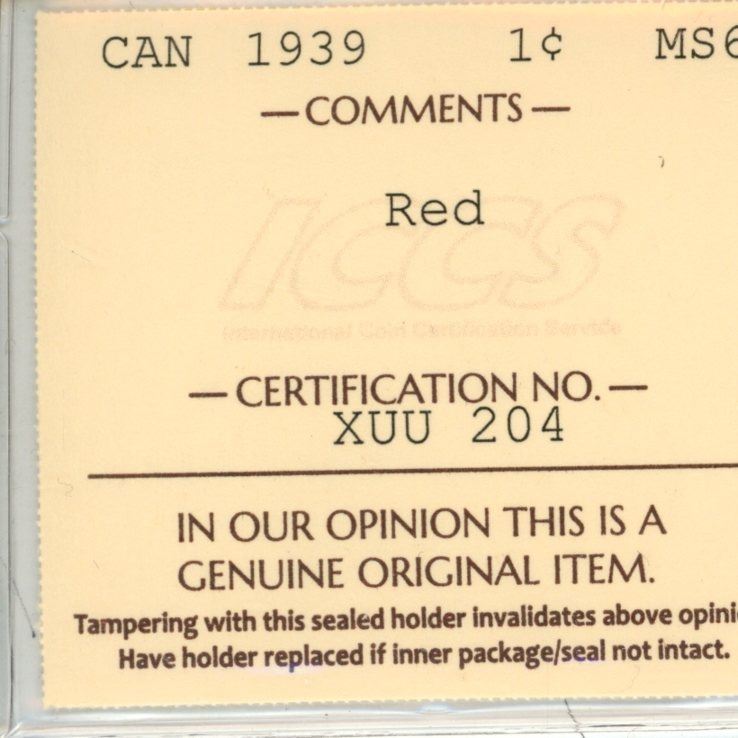 CAN 1939 1¢ MS6
— COMMENTS —
Red
ICCS
International Coin Certification Service
— CERTIFICATION NO. —
XUU 204
IN OUR OPINION THIS IS A
GENUINE ORIGINAL ITEM.
Tampering with this sealed holder invalidates above opini
Have holder replaced if inner package/seal not intact.